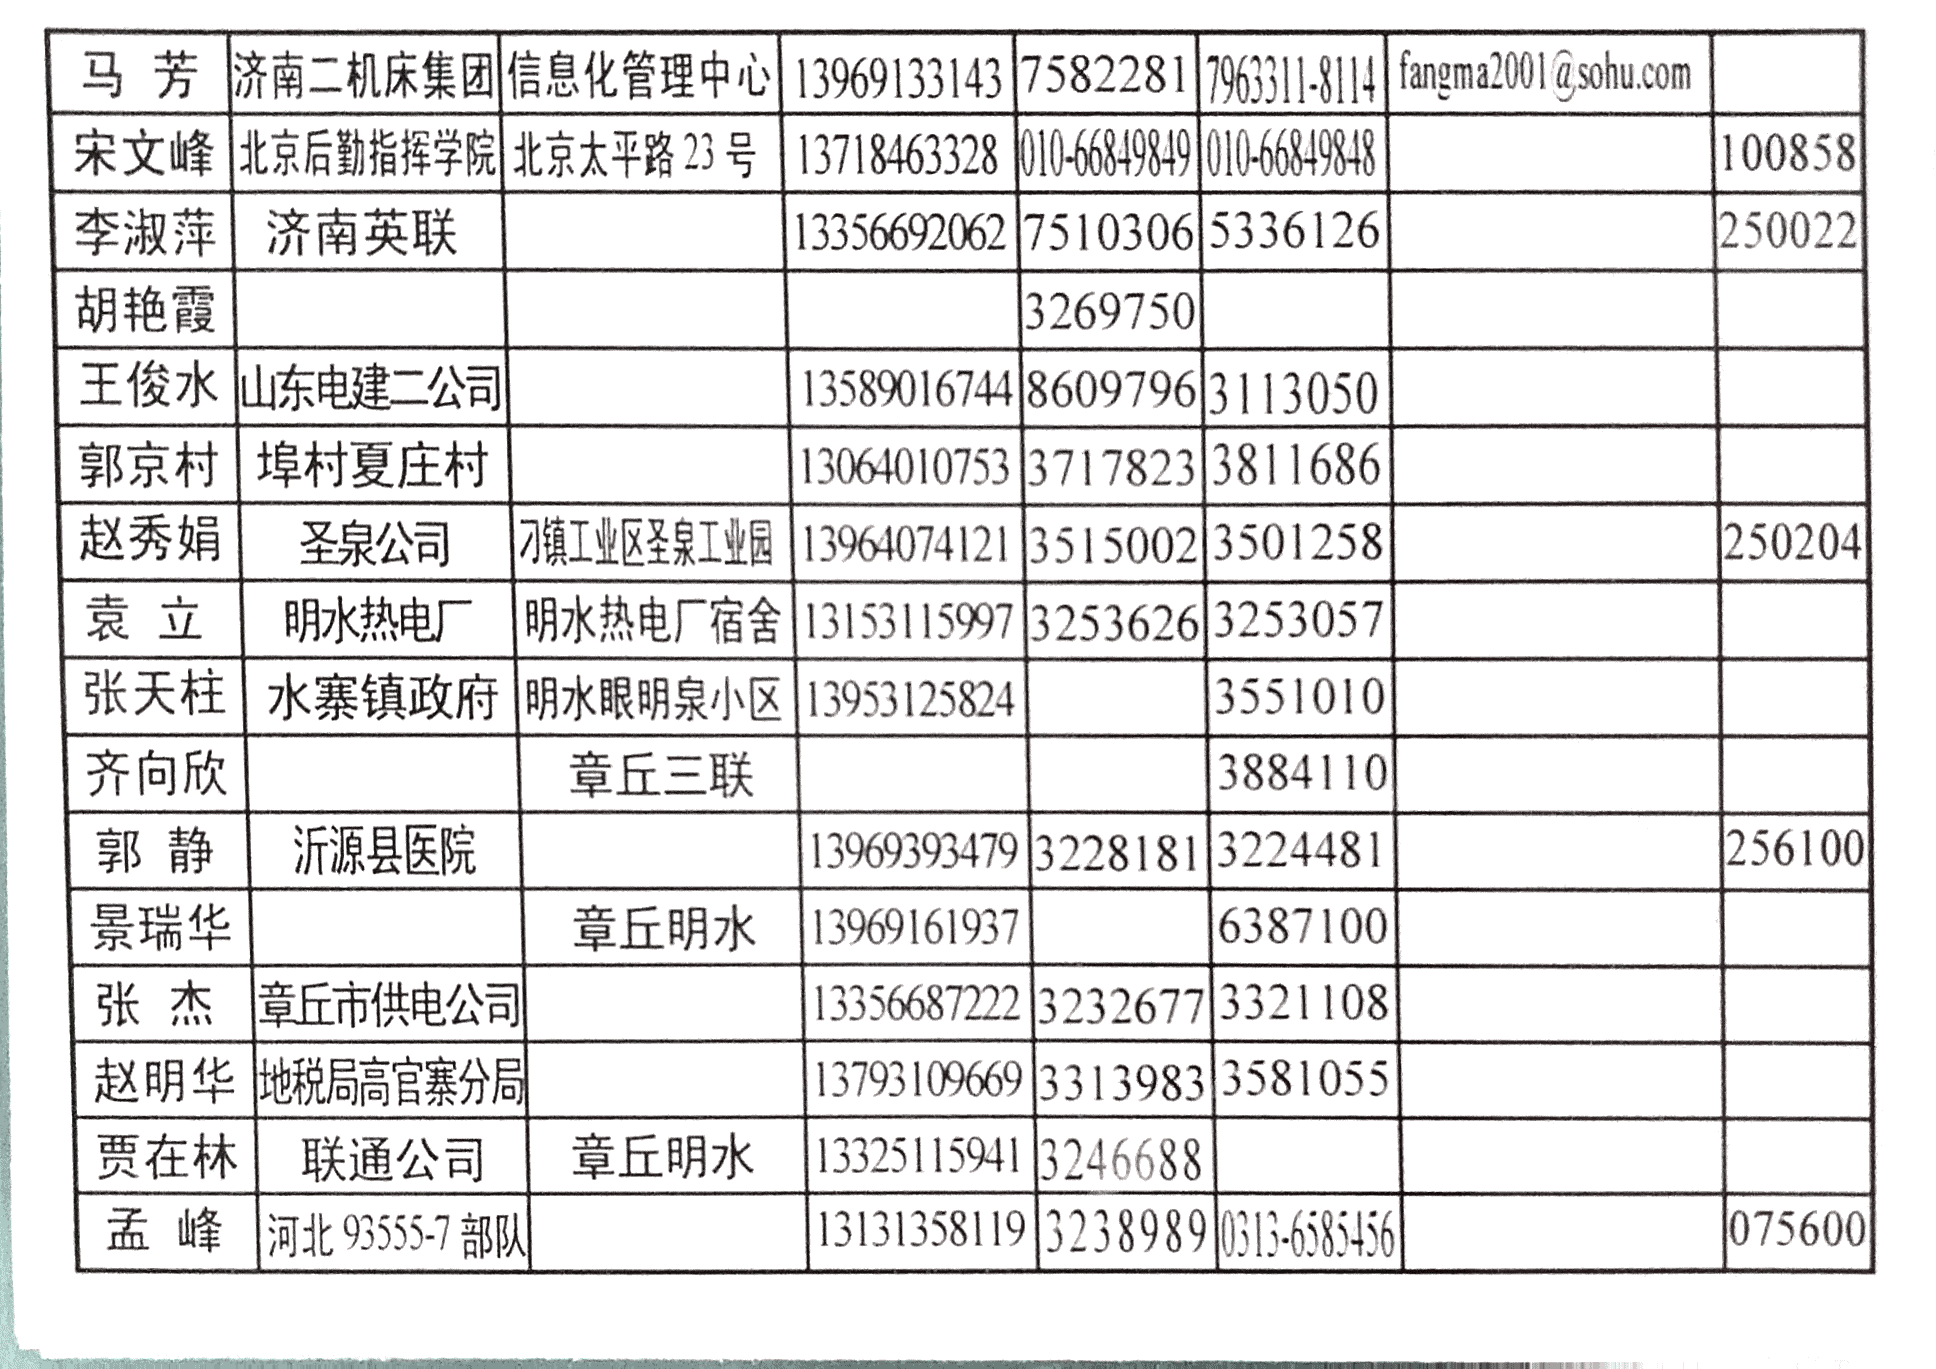 马 芳 济南二机床集团 信息化管理中心 13969133143 7582281 7963311-8114 fangma2001@sohu.com
宋文峰 北京后勤指挥学院 北京太平路23号 13718463328 010-66849849 010-66849848 100858
李淑萍 济南英联 13356692062 7510306 5336126 250022
胡艳霞 3269750
王俊水 山东电建二公司 13589016744 8609796 3113050
郭京村 埠村夏庄村 13064010753 3717823 3811686
赵秀娟 圣泉公司 刁镇工业区圣泉工业园 13964074121 3515002 3501258 250204
袁 立 明水热电厂 明水热电厂宿舍 13153115997 3253626 3253057
张天柱 水寨镇政府 明水眼明泉小区 13953125824 3551010
齐向欣 章丘三联 3884110
郭 静 沂源县医院 13969393479 3228181 3224481 256100
景瑞华 章丘明水 13969161937 6387100
张 杰 章丘市供电公司 13356687222 3232677 3321108
赵明华 地税局高官寨分局 13793109669 3313983 3581055
贾在林 联通公司 章丘明水 13325115941 3246688
孟 峰 河北93555-7部队 13131358119 3238989 0313-6585456 075600